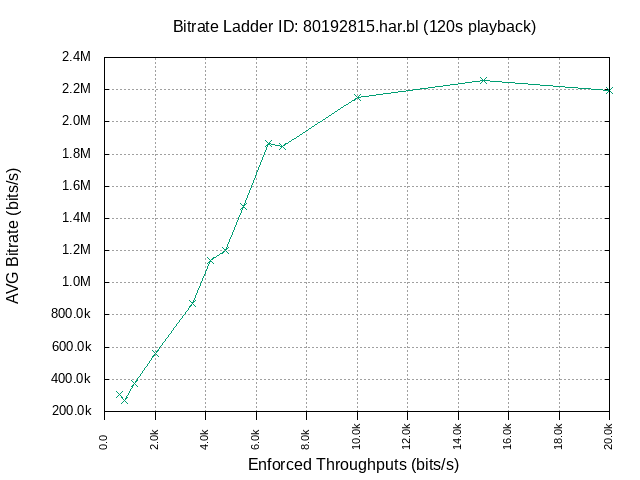 Bitrate Ladder ID: 80192815.har.bl (120s playback)
2.4M
2.2M
2.0M
1.8M
1.6M
1.4M
1.2M
1.0M
800.0k
600.0k
400.0k
200.0k
AVG Bitrate (bits/s)
0.0
2.0k
4.0k
6.0k
8.0k
10.0k
12.0k
14.0k
16.0k
18.0k
20.0k
Enforced Throughputs (bits/s)